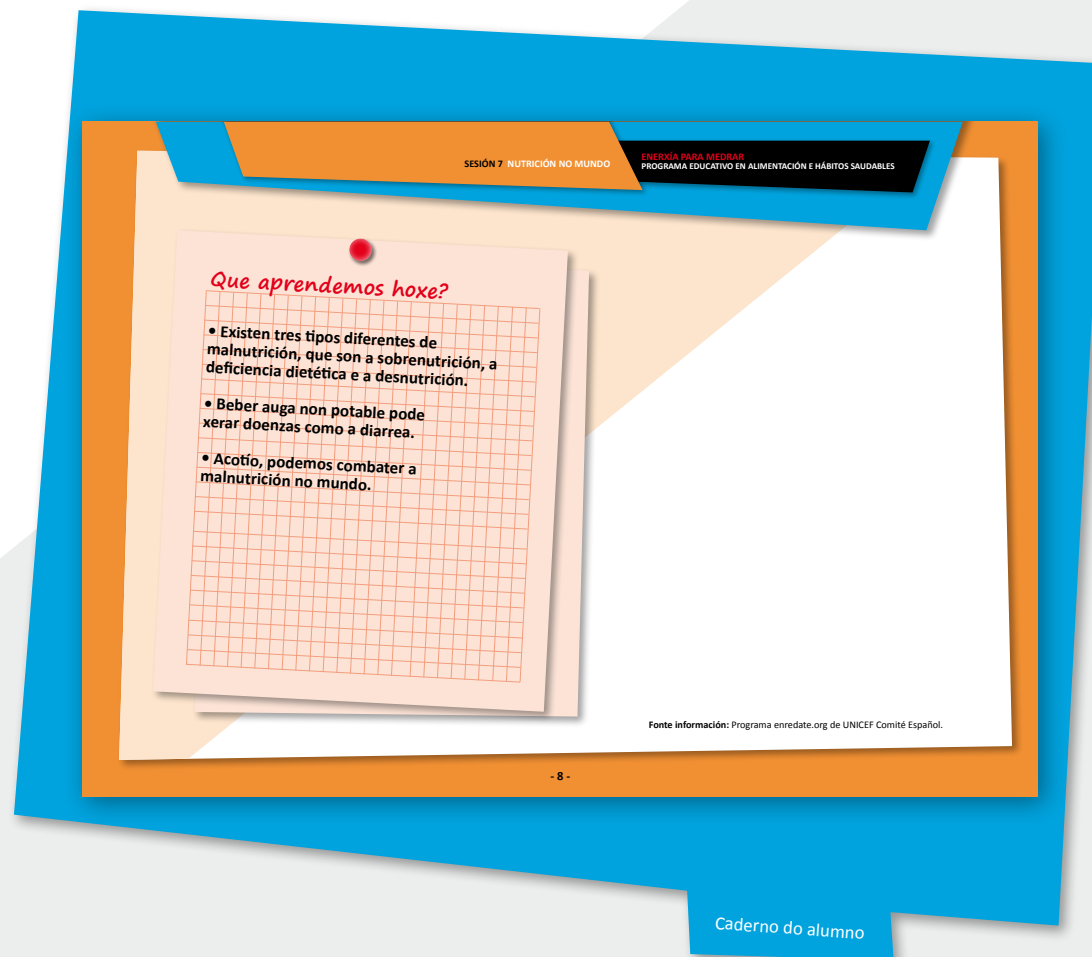 SESIÓN 7 NUTRICIÓN NO MUNDO
ENERXÍA PARA MEDRAR
PROGRAMA EDUCATIVO EN ALIMENTACIÓN E HÁBITOS SAUDABLES
Que aprendemos hoxe?
• Existen tres tipos diferentes de
malnutrición, que son a sobrenutrición, a
deficiencia dietética e a desnutrición.
• Beber auga non potable pode
xerar doenzas como a diarrea.
• Acotío, podemos combater a
malnutrición no mundo.
Fonte información: Programa enredate.org de UNICEF Comité Español.
- 8 -
Caderno do alumno